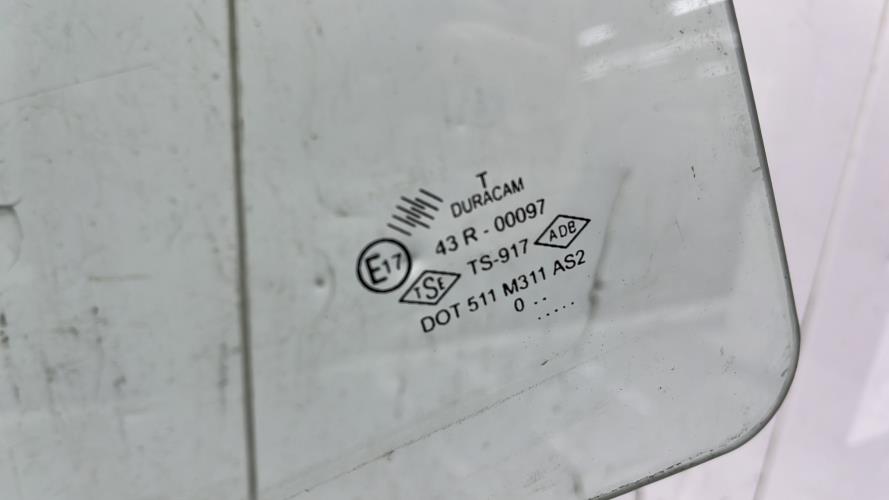 T
DURACAM
43 R - 00097
E17
TS-917
ADB
TSE
DOT 511 M311 AS2
0 ..
.....